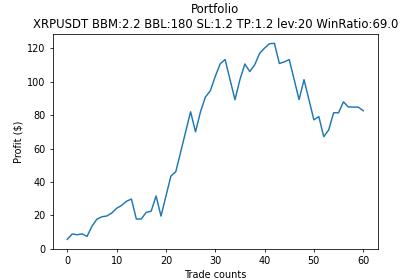 Portfolio
XRPUSDT BBM:2.2 BBL:180 SL:1.2 TP:1.2 lev:20 WinRatio:69.0
120
100
80
60
40
20
0
Profit ($)
0 10 20 30 40 50 60
Trade counts